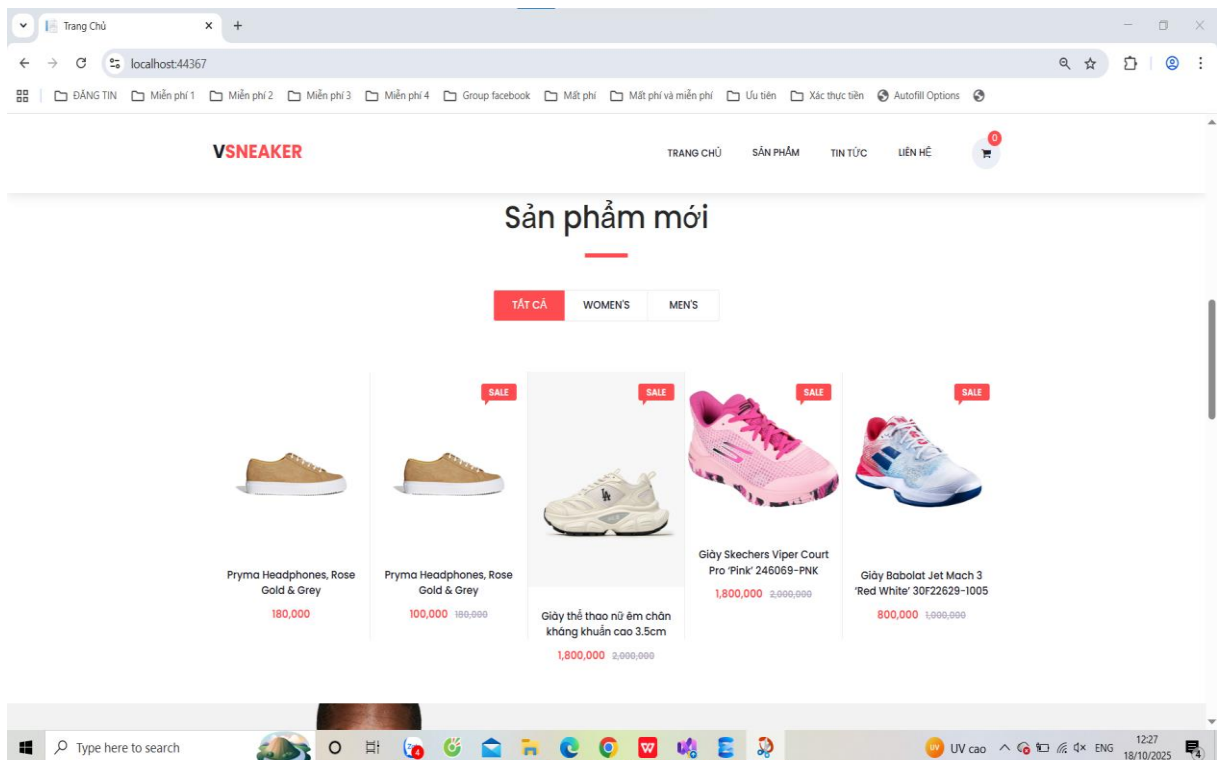 Trang Chủ
localhost:44367
ĐĂNG TIN Miễn phí 1 Miễn phí 2 Miễn phí 3 Miễn phí 4 Group facebook Mất phí Mất phí và miễn phí Ưu tiên Xác thực tiền Autofill Options
VSNEAKER TRANG CHỦ SẢN PHẨM TIN TỨC LIÊN HỆ 0
Sản phẩm mới
TẤT CẢ WOMEN'S MEN'S
SALE SALE SALE SALE
Pryma Headphones, Rose
Gold & Grey
180,000
Pryma Headphones, Rose
Gold & Grey
100,000 180,000
Giày thể thao nữ êm chân
kháng khuẩn cao 3.5cm
1,800,000 2,000,000
Giày Skechers Viper Court
Pro ‘Pink’ 246069-PNK
1,800,000 2,000,000
Giày Babolat Jet Mach 3
‘Red White’ 30F22629-1005
800,000 1,000,000
Type here to search
UV UV cao ENG
12:27
18/10/2025
4